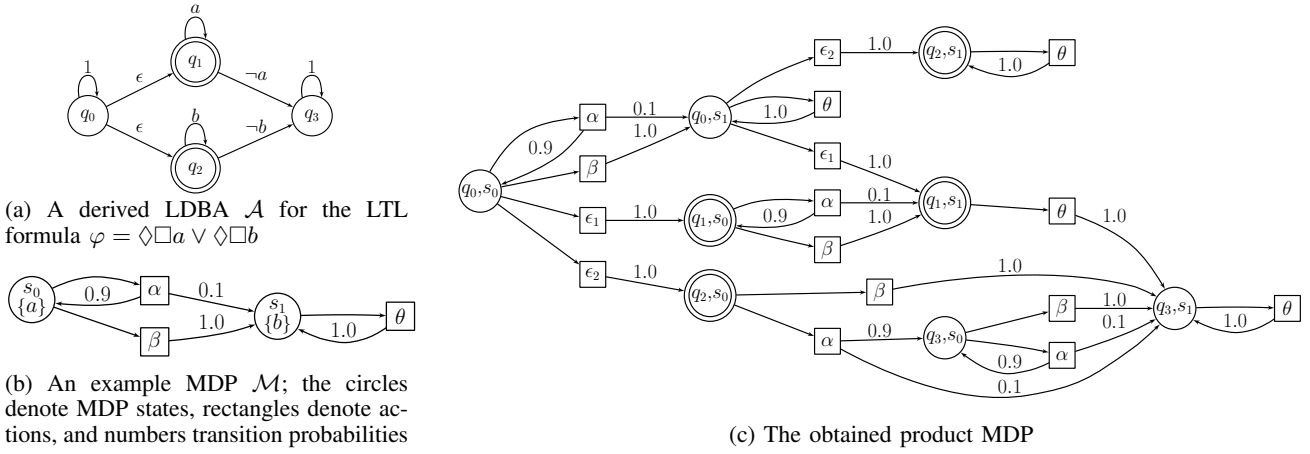 a
q₁
1
1
ϵ
¬a
q₀
q₃
b
ϵ
¬b
q₂
(a) A derived LDBA 𝒜 for the LTL
formula φ = ◇□a ∨ ◇□b
s₀
{a}
α
0.9
0.1
s₁
{b}
θ
1.0
β
1.0
(b) An example MDP ℳ; the circles
denote MDP states, rectangles denote ac-
tions, and numbers transition probabilities
ϵ₂
1.0
q₂,s₁
θ
1.0
α
0.1
q₀,s₁
θ
1.0
0.9
1.0
β
ϵ₁
1.0
q₀,s₀
ϵ₁
1.0
q₁,s₀
α
0.1
q₁,s₁
θ
0.9
1.0
1.0
β
ϵ₂
1.0
q₂,s₀
β
1.0
β
1.0
q₃,s₁
θ
1.0
α
0.9
q₃,s₀
0.1
α
0.9
0.1
(c) The obtained product MDP